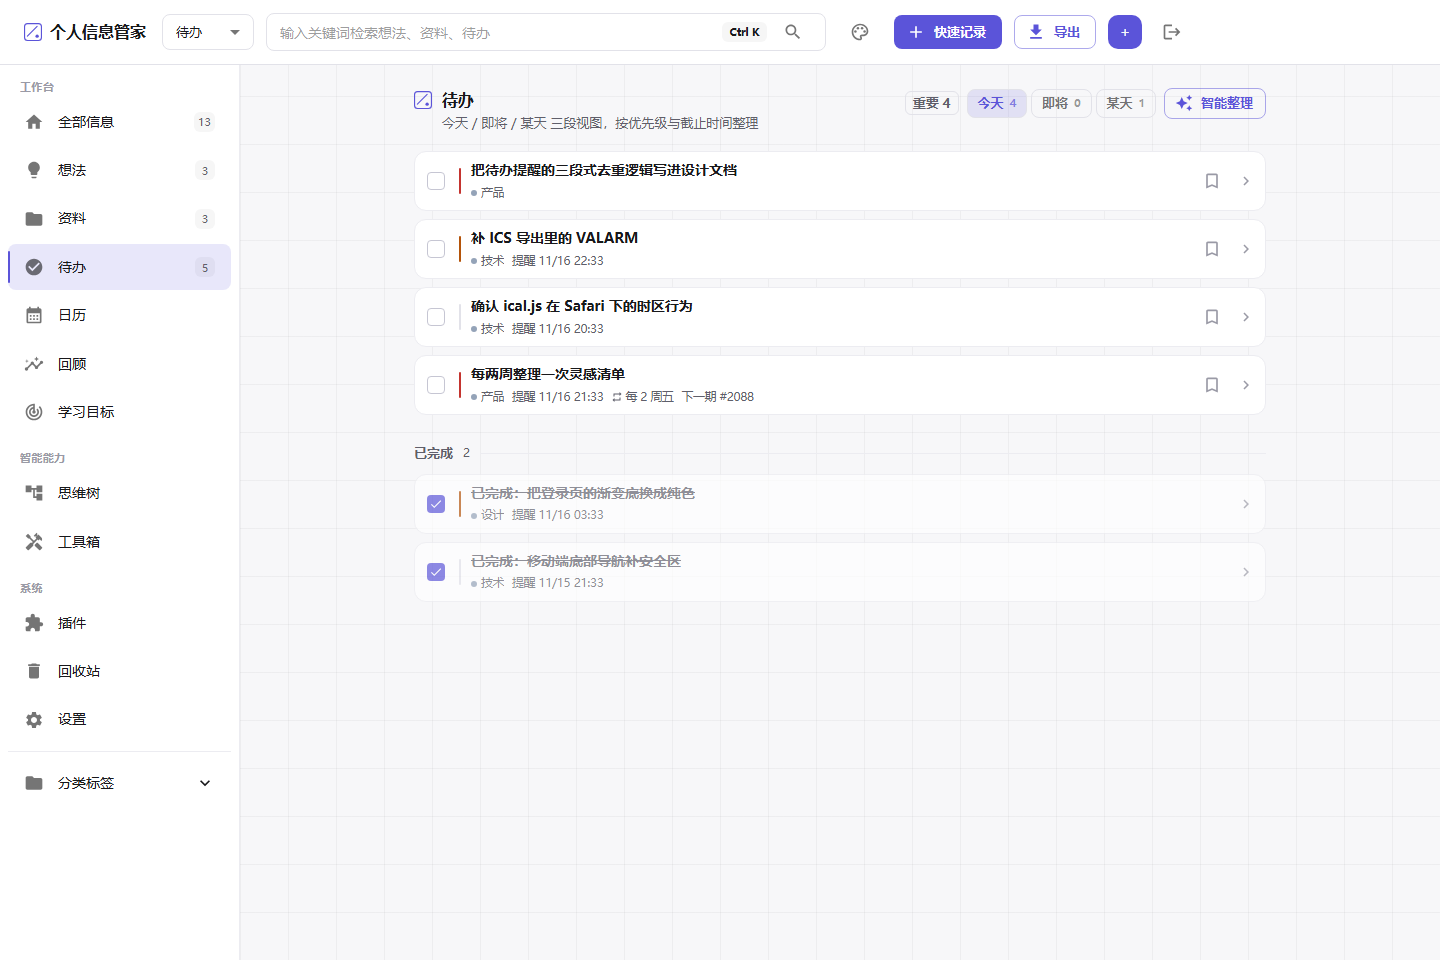 个人信息管家
待办
输入关键词检索想法、资料、待办
Ctrl K
快速记录
导出
+
工作台
全部信息 13
想法 3
资料 3
待办 5
日历
回顾
学习目标
智能能力
思维树
工具箱
系统
插件
回收站
设置
分类标签
待办
今天 / 即将 / 某天 三段视图，按优先级与截止时间整理
重要 4
今天 4
即将 0
某天 1
智能整理
把待办提醒的三段式去重逻辑写进设计文档
产品
补 ICS 导出里的 VALARM
技术 提醒 11/16 22:33
确认 ical.js 在 Safari 下的时区行为
技术 提醒 11/16 20:33
每两周整理一次灵感清单
产品 提醒 11/16 21:33 每 2 周五 下一期 #2088
已完成 2
已完成：把登录页的渐变底换成纯色
设计 提醒 11/16 03:33
已完成：移动端底部导航补安全区
技术 提醒 11/15 21:33